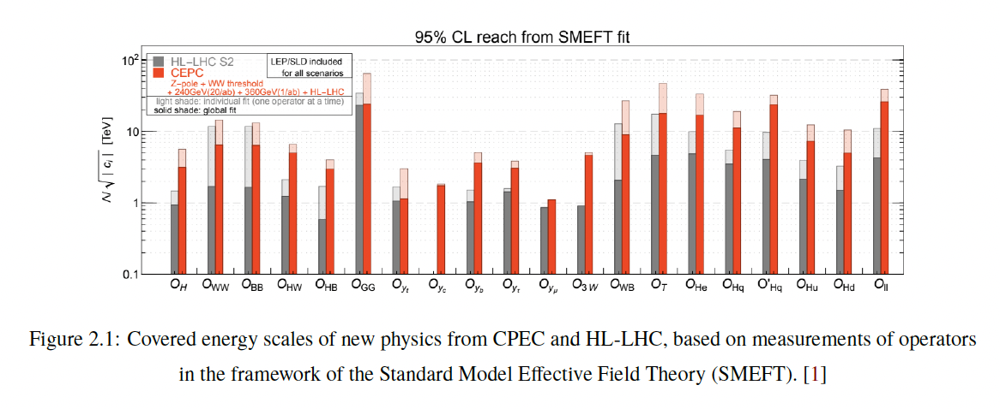 95% CL reach from SMEFT fit
HL-LHC S2
CEPC
Z-pole + WW threshold
+ 240GeV(20/ab) + 360GeV(1/ab) + HL-LHC
light shade: individual fit (one operator at a time)
solid shade: global fit
LEP/SLD included
for all scenarios
Λ/√|c_i| [TeV]
10²
10
1
0.1
O_H O_WW O_BB O_HW O_HB O_GG O_yt O_yc O_yb O_yτ O_yμ O_3W O_WB O_T O_He O_Hq O'_Hq O_Hu O_Hd O_ll
Figure 2.1: Covered energy scales of new physics from CPEC and HL-LHC, based on measurements of operators
in the framework of the Standard Model Effective Field Theory (SMEFT). [1]